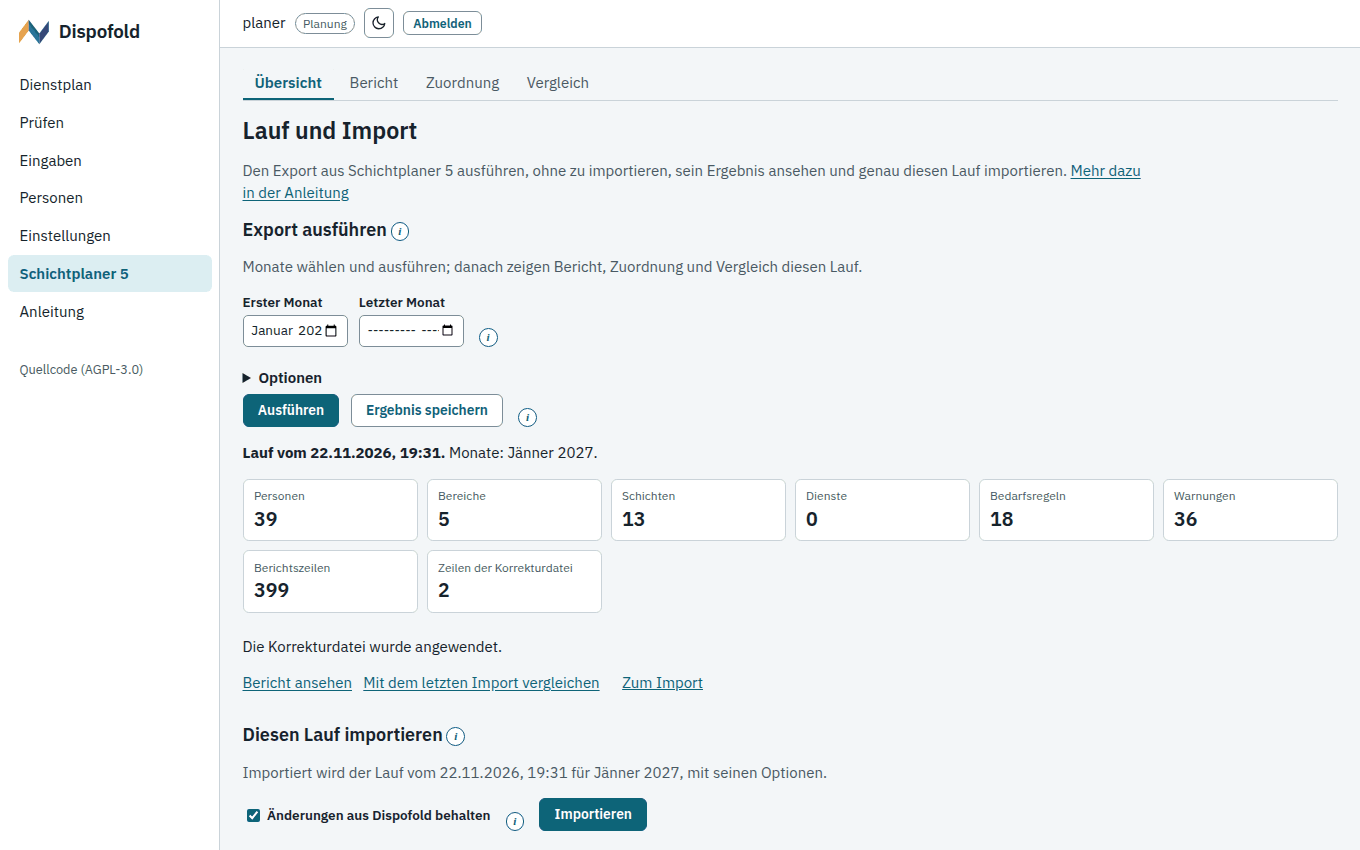 Dispofold
Dienstplan
Prüfen
Eingaben
Personen
Einstellungen
Schichtplaner 5
Anleitung
Quellcode (AGPL-3.0)
planer Planung Abmelden
Übersicht Bericht Zuordnung Vergleich
Lauf und Import
Den Export aus Schichtplaner 5 ausführen, ohne zu importieren, sein Ergebnis ansehen und genau diesen Lauf importieren. Mehr dazu
in der Anleitung
Export ausführen i
Monate wählen und ausführen; danach zeigen Bericht, Zuordnung und Vergleich diesen Lauf.
Erster Monat Letzter Monat
Januar 202 --------- ---- i
Optionen
Ausführen Ergebnis speichern i
Lauf vom 22.11.2026, 19:31. Monate: Jänner 2027.
Personen Bereiche Schichten Dienste Bedarfsregeln Warnungen
39 5 13 0 18 36
Berichtszeilen Zeilen der Korrekturdatei
399 2
Die Korrekturdatei wurde angewendet.
Bericht ansehen Mit dem letzten Import vergleichen Zum Import
Diesen Lauf importieren i
Importiert wird der Lauf vom 22.11.2026, 19:31 für Jänner 2027, mit seinen Optionen.
Änderungen aus Dispofold behalten i Importieren